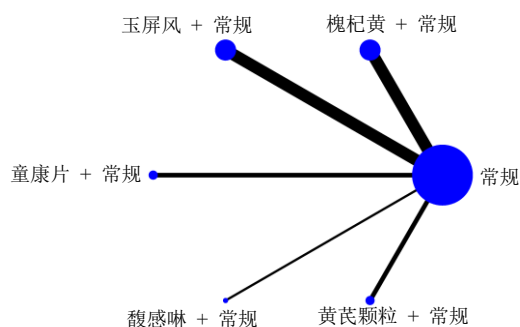 玉屏风 + 常规
槐杞黄 + 常规
童康片 + 常规
常规
馥感啉 + 常规
黄芪颗粒 + 常规